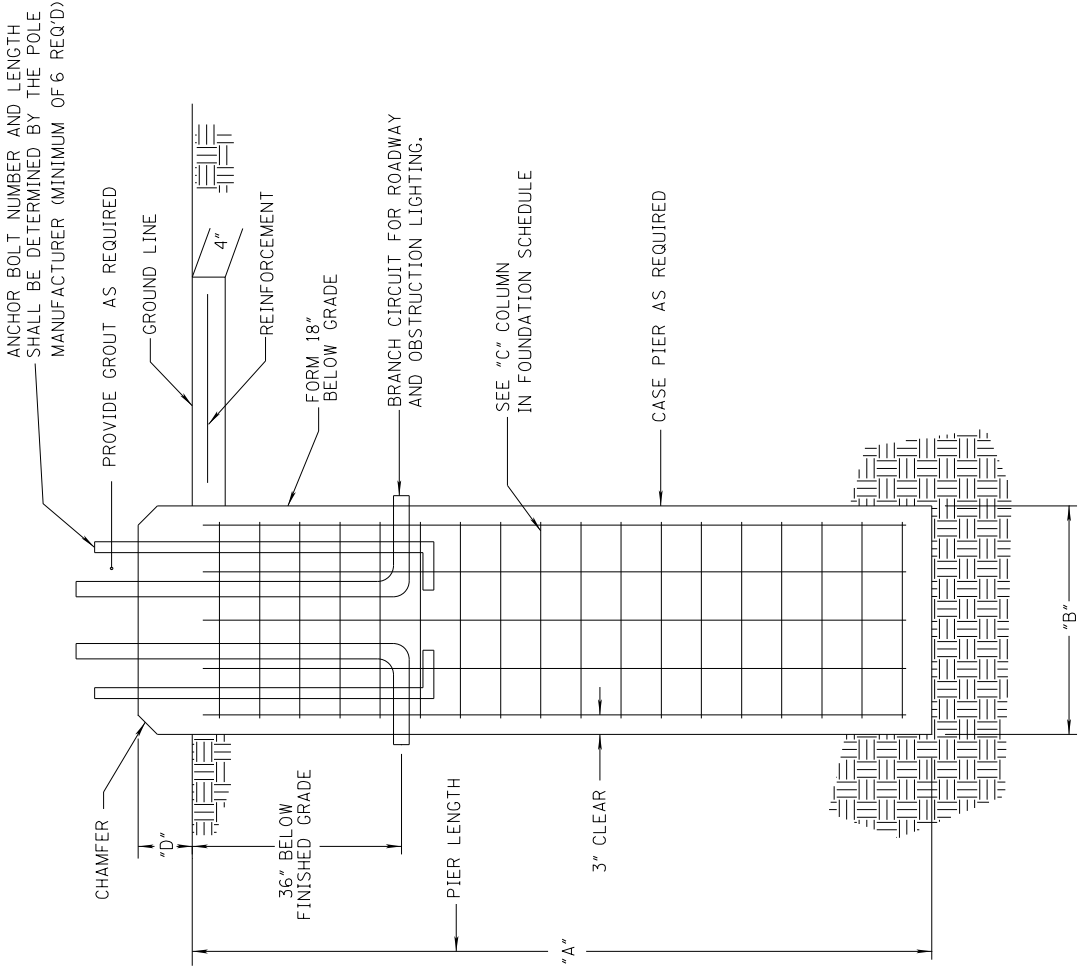 ANCHOR BOLT NUMBER AND LENGTH
SHALL BE DETERMINED BY THE POLE
MANUFACTURER (MINIMUM OF 6 REQ'D)
PROVIDE GROUT AS REQUIRED
GROUND LINE
4"
REINFORCEMENT
FORM 18"
BELOW GRADE
BRANCH CIRCUIT FOR ROADWAY
AND OBSTRUCTION LIGHTING.
SEE "C" COLUMN
IN FOUNDATION SCHEDULE
CASE PIER AS REQUIRED
CHAMFER
"D"
36" BELOW
FINISHED GRADE
PIER LENGTH
3" CLEAR
"A"
"B"